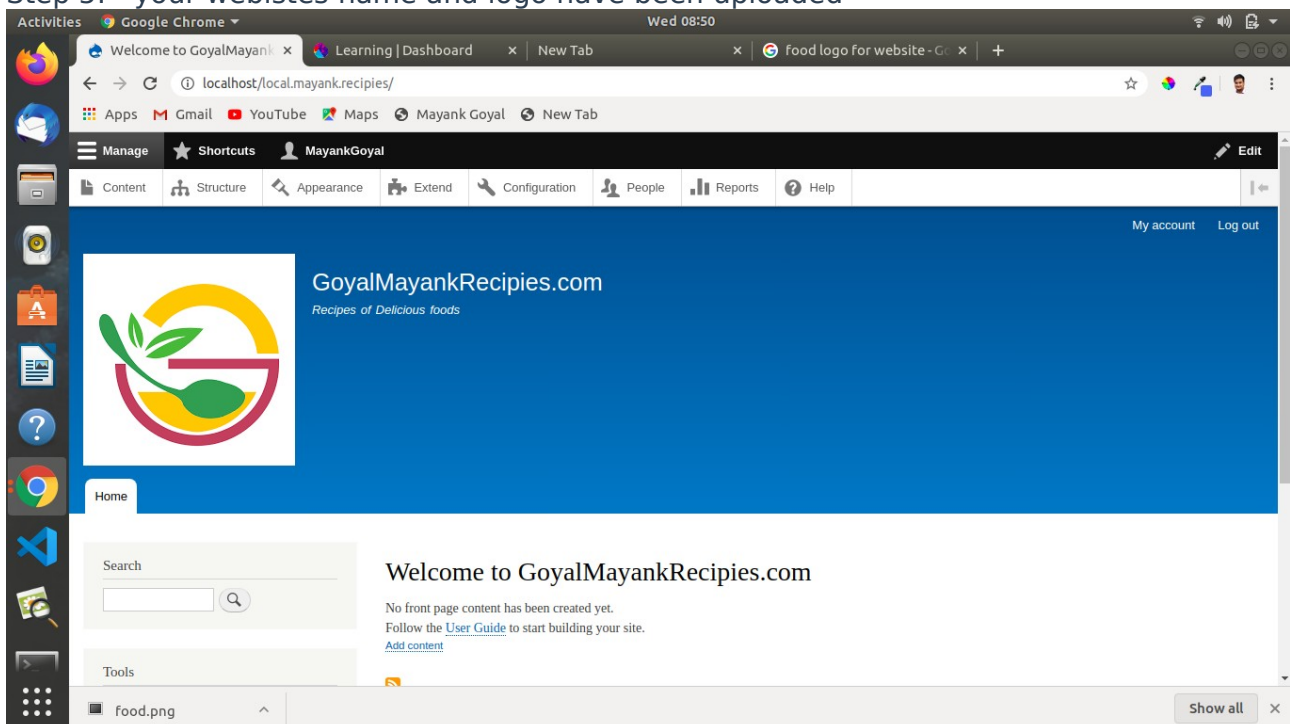 Step 5:- your webistes name and logo have been uploaded
Activities Google Chrome Wed 08:50
Welcome to GoyalMayank Learning | Dashboard New Tab food logo for website - Go
localhost/local.mayank.recipies/
Apps Gmail YouTube Maps Mayank Goyal New Tab
Manage Shortcuts MayankGoyal Edit
Content Structure Appearance Extend Configuration People Reports Help
My account Log out
GoyalMayankRecipies.com
Recipes of Delicious foods
Home
Search
Welcome to GoyalMayankRecipies.com
No front page content has been created yet.
Follow the User Guide to start building your site.
Add content
Tools
food.png Show all